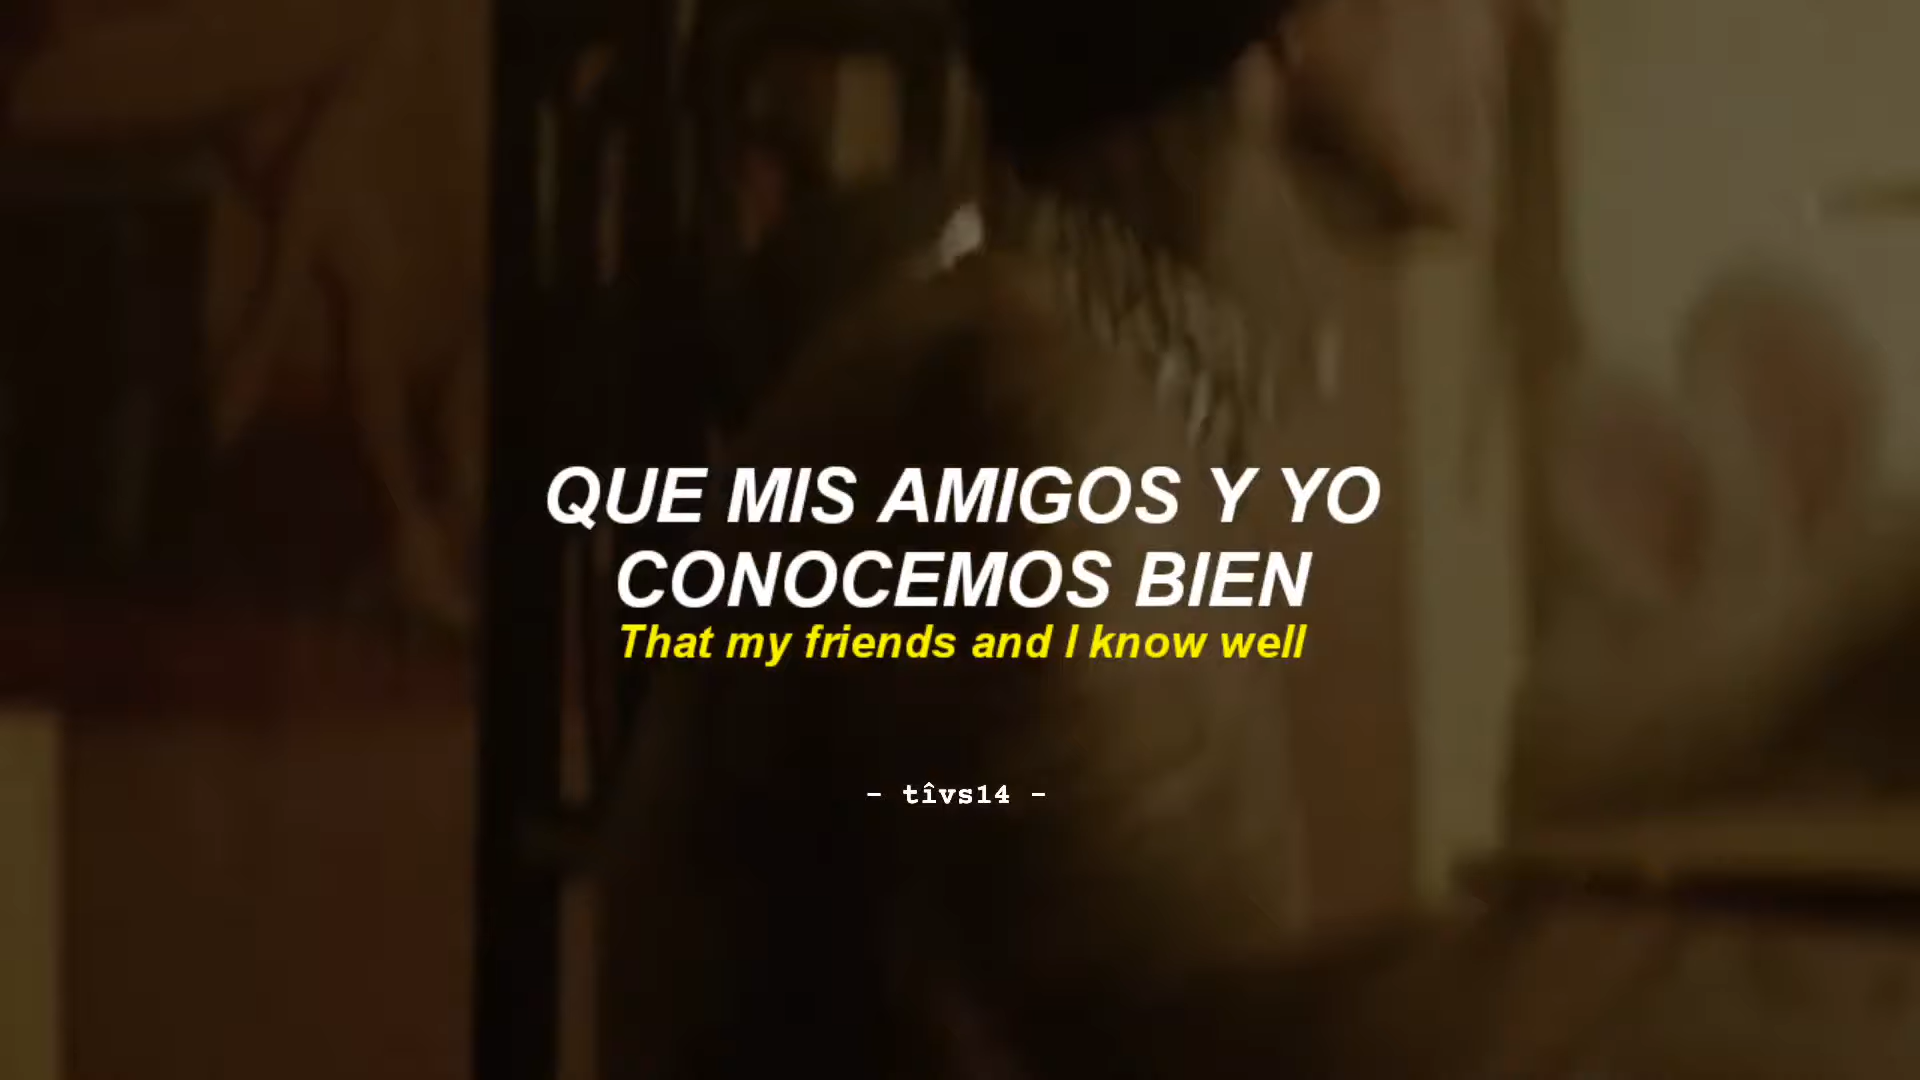 QUE MIS AMIGOS Y YO
CONOCEMOS BIEN
That my friends and I know well
- tîvs14 -